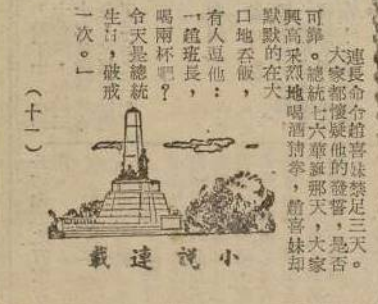 連長命令趙喜妹禁足三天。
大家都懷疑他的發誓，是否
可靠。總統七六華誕那天，大家
興高采烈地喝酒猜拳，趙喜妹却
默默的在大
口地吞飯，
有人逗他：
「趙班長，
喝兩杯吧？
今天是總統
生日，破戒
一次。」
（十一）
小說連載